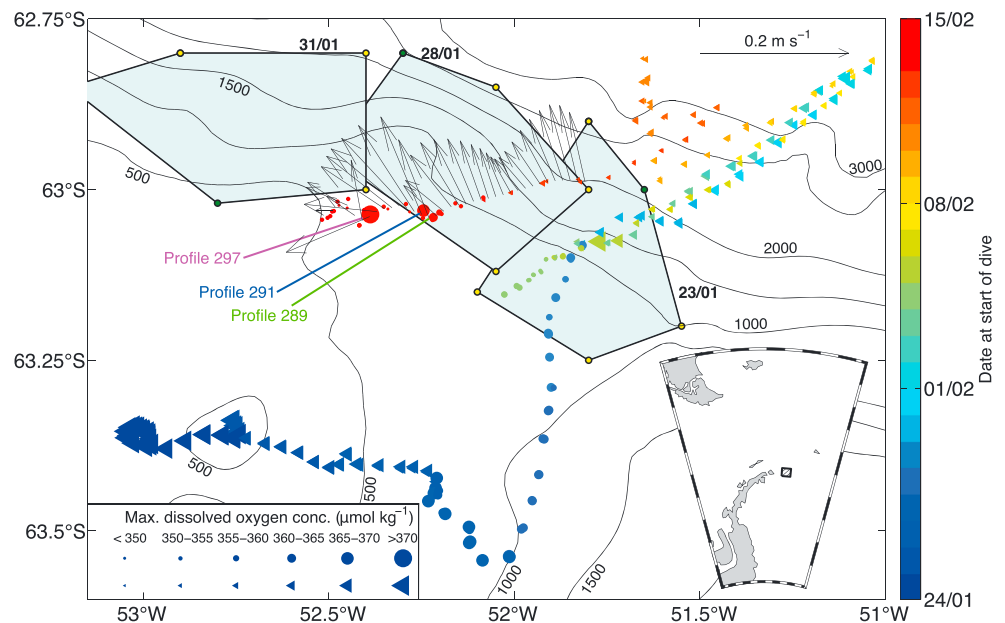 62.75°S
63°S
63.25°S
63.5°S
53°W
52.5°W
52°W
51.5°W
51°W
31/01
28/01
23/01
0.2 m s⁻¹
1500
500
3000
2000
1000
500
500
1000
1500
Profile 297
Profile 291
Profile 289
Max. dissolved oxygen conc. (μmol kg⁻¹)
< 350 350–355 355–360 360–365 365–370 >370
15/02
08/02
01/02
24/01
Date at start of dive